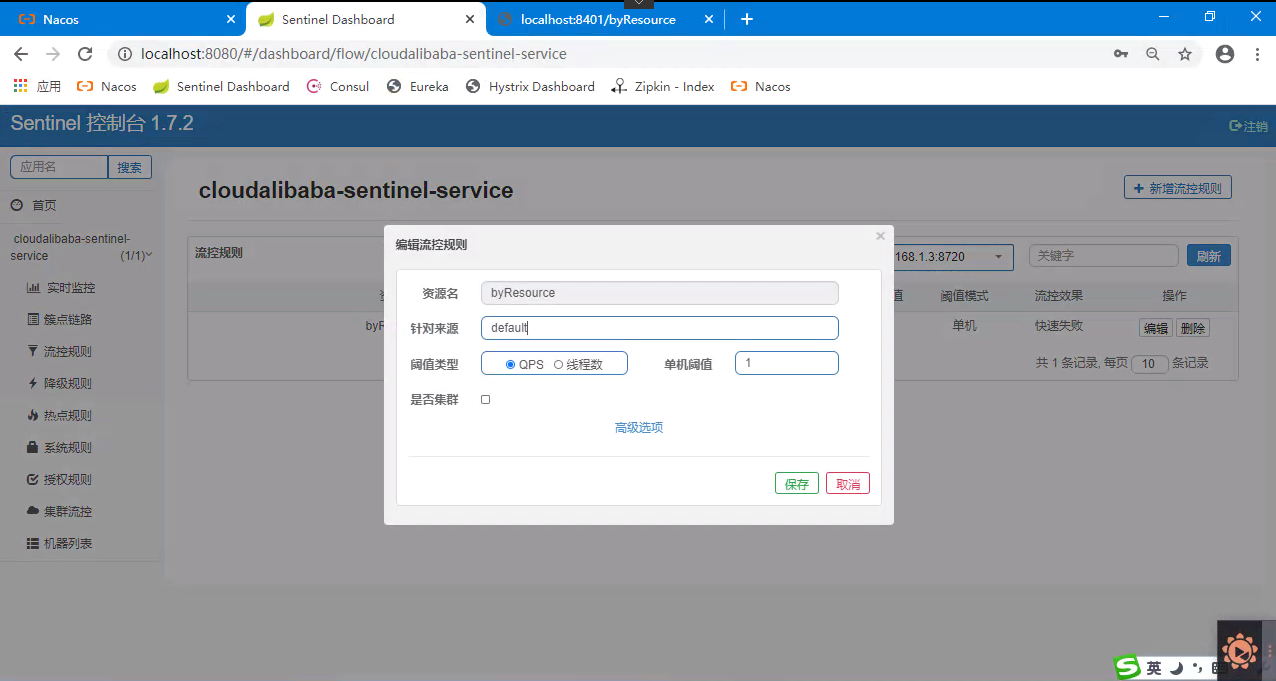 Nacos
Sentinel Dashboard
localhost:8401/byResource
localhost:8080/#/dashboard/flow/cloudalibaba-sentinel-service
应用 Nacos Sentinel Dashboard Consul Eureka Hystrix Dashboard Zipkin - Index Nacos
Sentinel 控制台 1.7.2
注销
应用名 搜索
首页
cloudalibaba-sentinel-
service (1/1)
实时监控
簇点链路
流控规则
降级规则
热点规则
系统规则
授权规则
集群流控
机器列表
cloudalibaba-sentinel-service
新增流控规则
流控规则
168.1.3:8720 关键字 刷新
值 阈值模式 流控效果 操作
byR 单机 快速失败 编辑 删除
共 1 条记录, 每页 10 条记录
编辑流控规则
资源名 byResource
针对来源 default
阈值类型 QPS 线程数 单机阈值 1
是否集群
高级选项
保存 取消
英